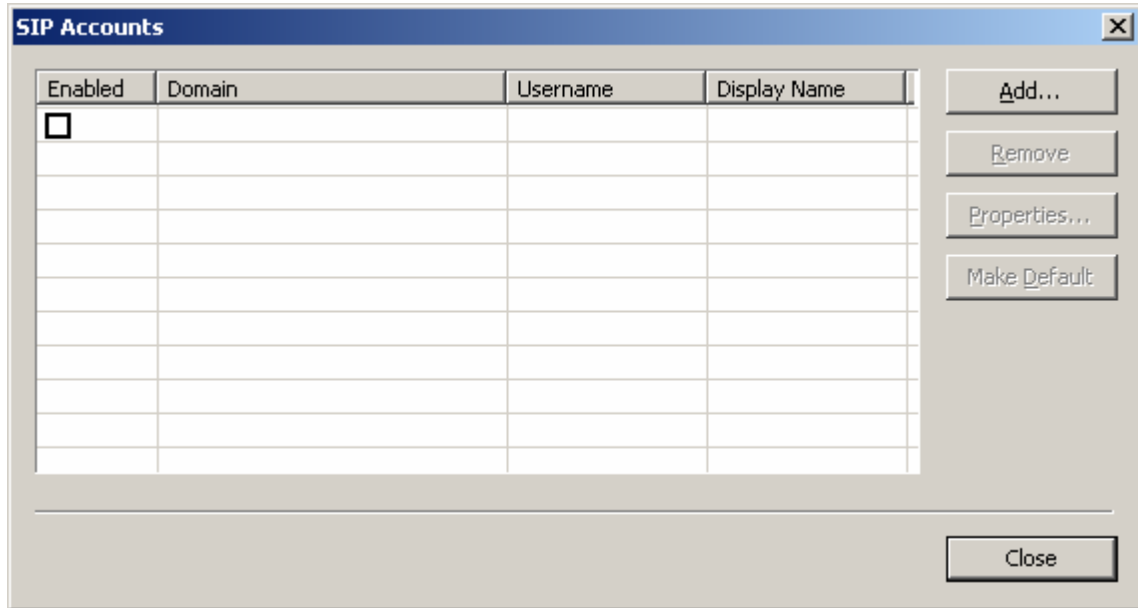 SIP Accounts
Enabled Domain Username Display Name
Add...
Remove
Properties...
Make Default
Close